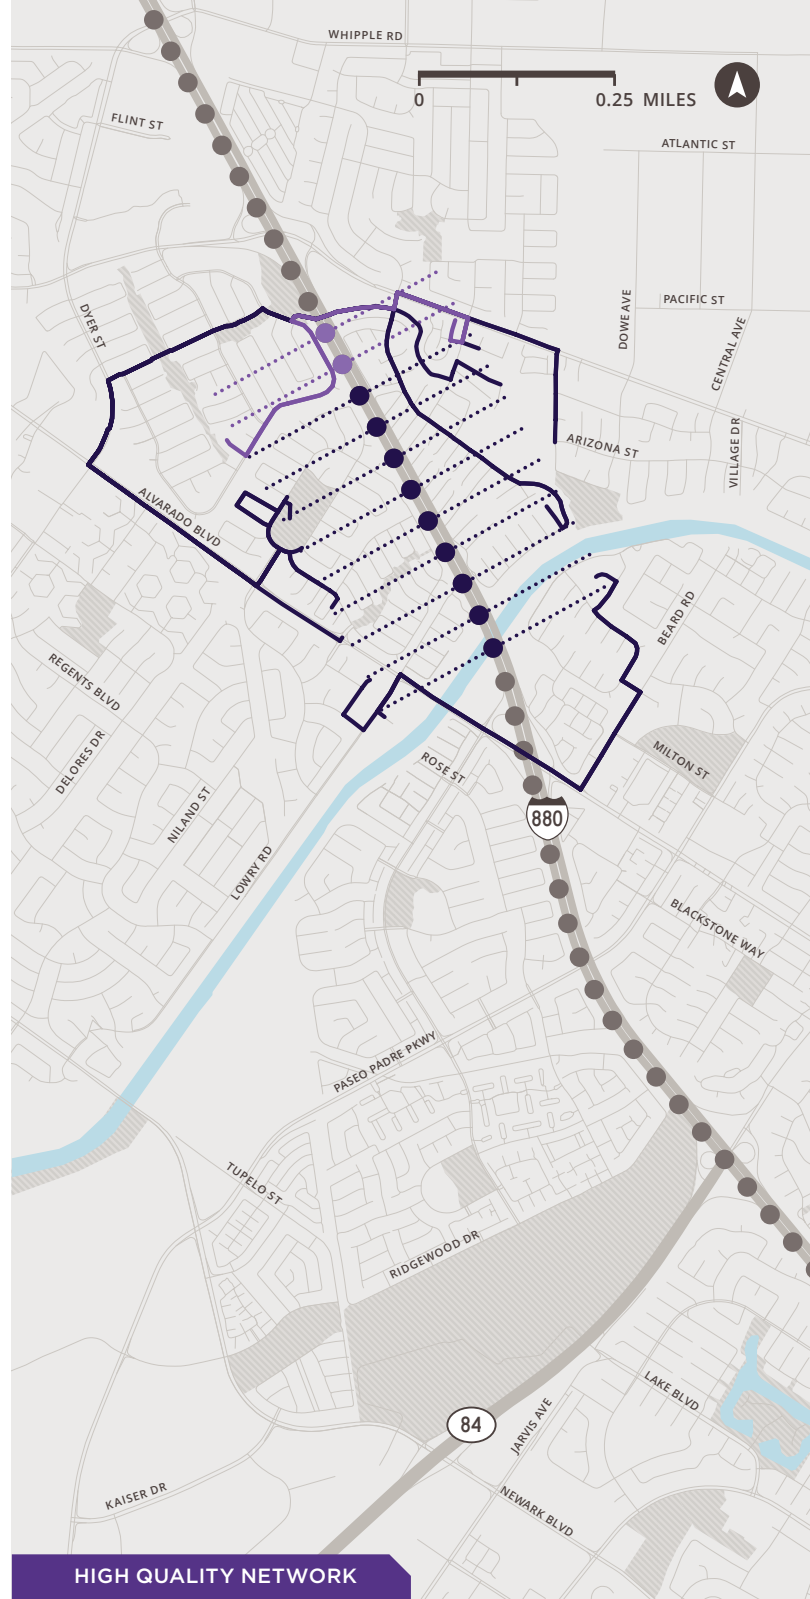 WHIPPLE RD
0
0.25 MILES
FLINT ST
ATLANTIC ST
PACIFIC ST
DYER ST
DOWE AVE
CENTRAL AVE
ARIZONA ST
VILLAGE DR
ALVARADO BLVD
BEARD RD
REGENTS BLVD
DELORES DR
MILTON ST
ROSE ST
NILAND ST
880
LOWRY RD
BLACKSTONE WAY
PASEO PADRE PKWY
TUPELO ST
RIDGEWOOD DR
LAKE BLVD
84
JARVIS AVE
KAISER DR
NEWARK BLVD
HIGH QUALITY NETWORK